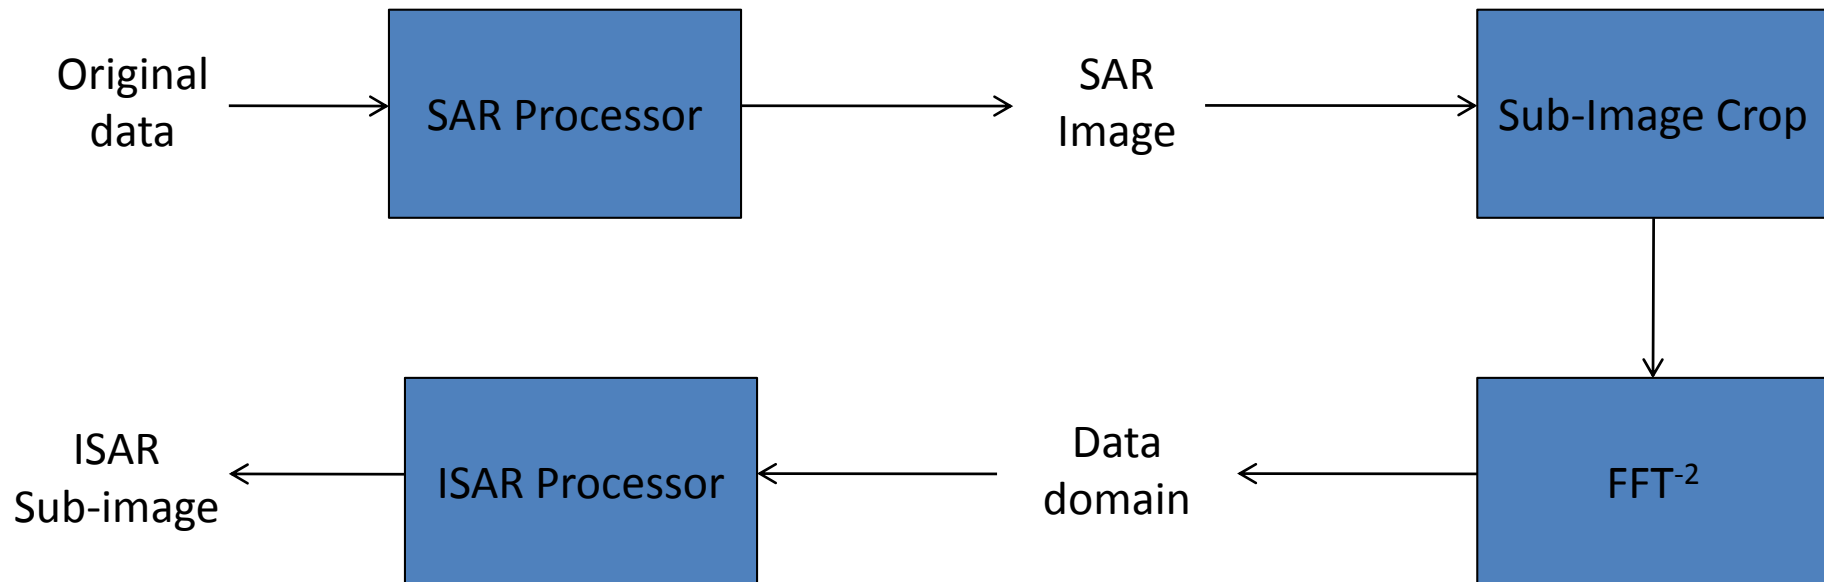 Original
data
SAR Processor
SAR
Image
Sub-Image Crop
FFT⁻²
Data
domain
ISAR Processor
ISAR
Sub-image